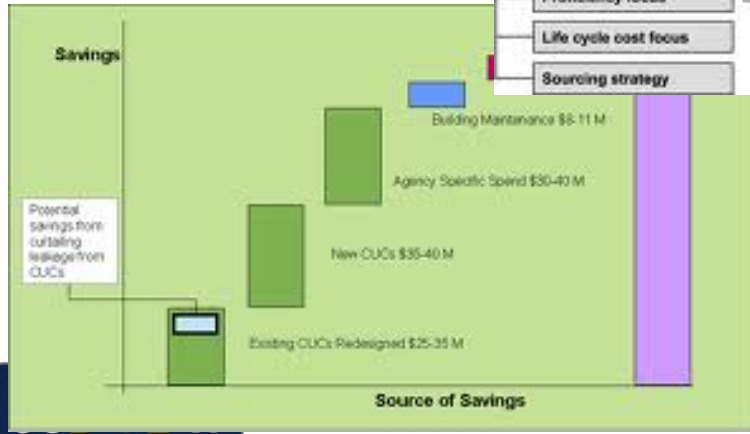 Life cycle cost focus
Sourcing strategy
Savings
Building Maintenance $8-11 M
Agency Specific Spend $30-40 M
Potential
savings from
curtailing
leakage from
CUCs
New CUCs $35-40 M
Existing CUCs Redesigned $25-35 M
Source of Savings